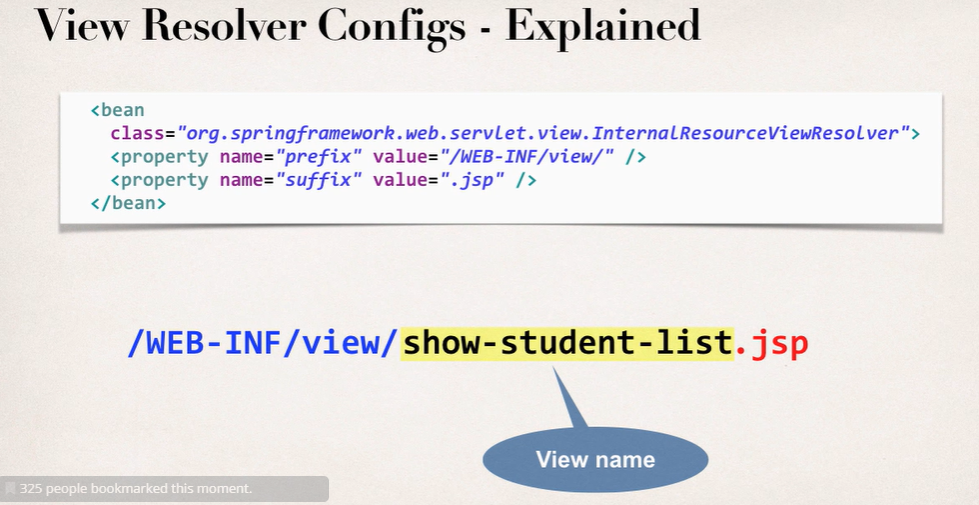 View Resolver Configs - Explained
<bean
class="org.springframework.web.servlet.view.InternalResourceViewResolver">
<property name="prefix" value="/WEB-INF/view/" />
<property name="suffix" value=".jsp" />
</bean>
/WEB-INF/view/show-student-list.jsp
View name
325 people bookmarked this moment.